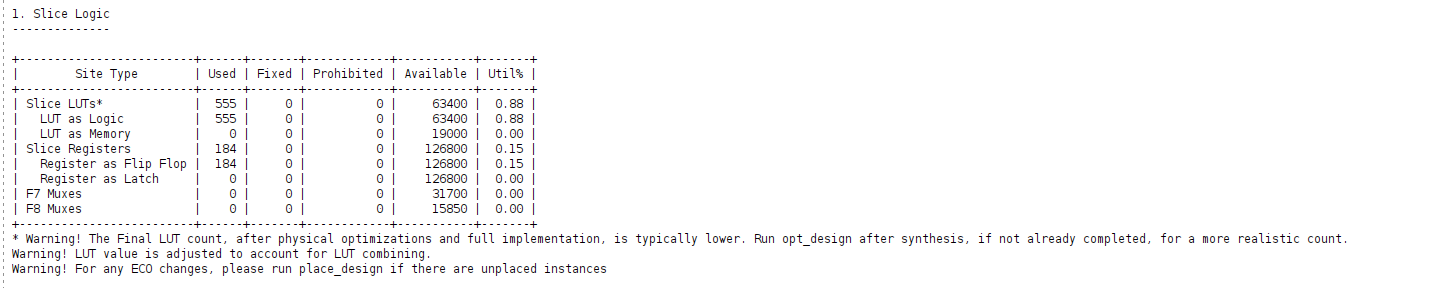 1. Slice Logic
--------------
+-------------------------+------+-------+------------+-----------+-------+
|        Site Type        | Used | Fixed | Prohibited | Available | Util% |
+-------------------------+------+-------+------------+-----------+-------+
| Slice LUTs*             |  555 |     0 |          0 |     63400 |  0.88 |
|   LUT as Logic          |  555 |     0 |          0 |     63400 |  0.88 |
|   LUT as Memory         |    0 |     0 |          0 |     19000 |  0.00 |
| Slice Registers         |  184 |     0 |          0 |    126800 |  0.15 |
|   Register as Flip Flop |  184 |     0 |          0 |    126800 |  0.15 |
|   Register as Latch     |    0 |     0 |          0 |    126800 |  0.00 |
| F7 Muxes                |    0 |     0 |          0 |     31700 |  0.00 |
| F8 Muxes                |    0 |     0 |          0 |     15850 |  0.00 |
+-------------------------+------+-------+------------+-----------+-------+
* Warning! The Final LUT count, after physical optimizations and full implementation, is typically lower. Run opt_design after synthesis, if not already completed, for a more realistic count.
Warning! LUT value is adjusted to account for LUT combining.
Warning! For any ECO changes, please run place_design if there are unplaced instances